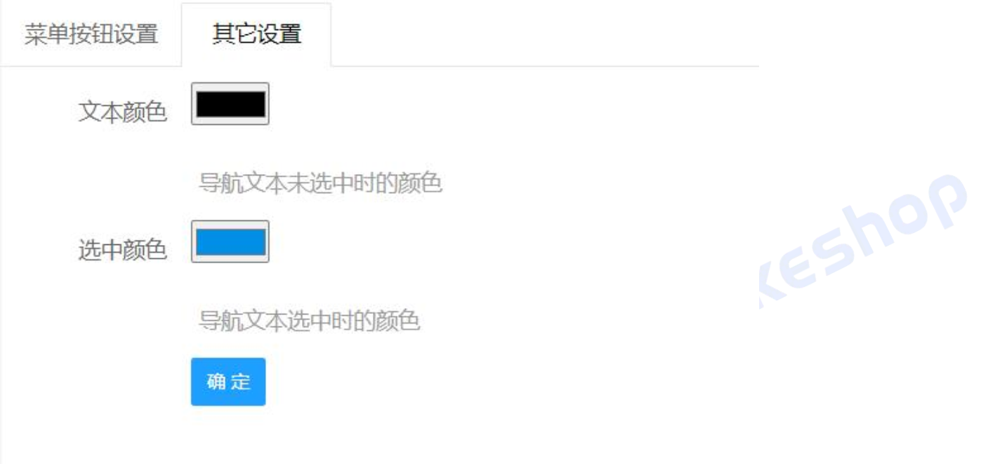 菜单按钮设置 其它设置
文本颜色
导航文本未选中时的颜色
选中颜色
导航文本选中时的颜色
确 定
keshop